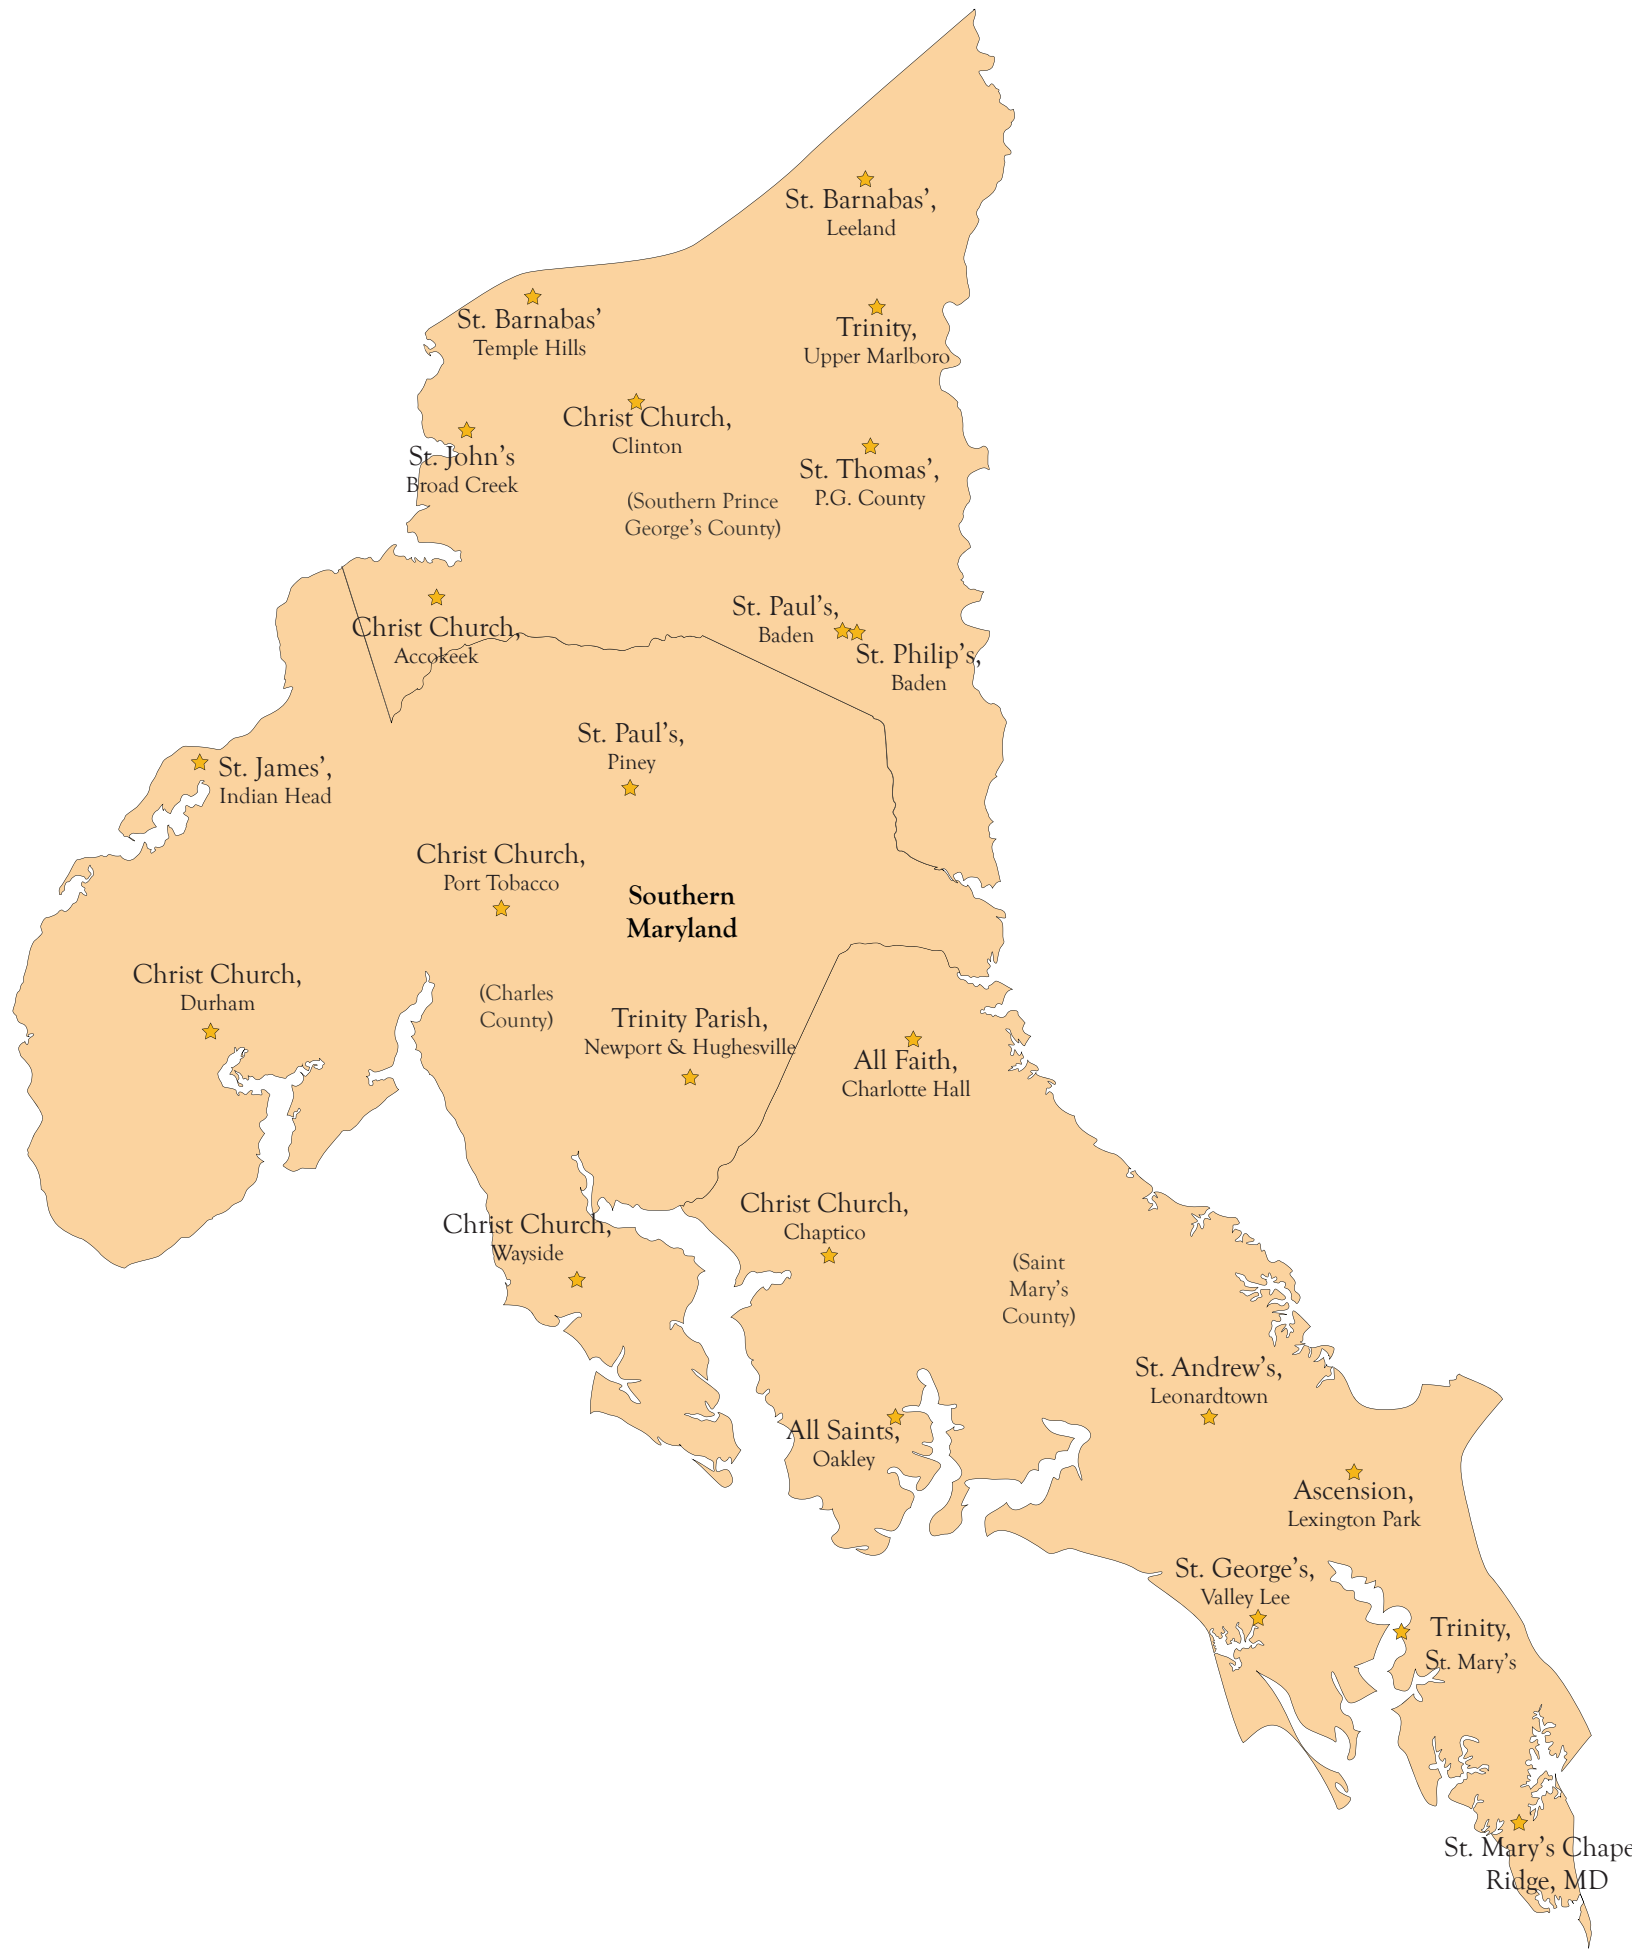 St. Barnabas',
Leeland
St. Barnabas'
Temple Hills
Trinity,
Upper Marlboro
Christ Church,
Clinton
St. John's
Broad Creek
St. Thomas',
P.G. County
(Southern Prince
George's County)
Christ Church,
Accokeek
St. Paul's,
Baden
St. Philip's,
Baden
St. Paul's,
Piney
St. James',
Indian Head
Christ Church,
Port Tobacco
Southern
Maryland
Christ Church,
Durham
(Charles
County)
Trinity Parish,
Newport & Hughesville
All Faith,
Charlotte Hall
Christ Church,
Chaptico
Christ Church,
Wayside
(Saint
Mary's
County)
St. Andrew's,
Leonardtown
All Saints,
Oakley
Ascension,
Lexington Park
St. George's,
Valley Lee
Trinity,
St. Mary's
St. Mary's Chape
Ridge, MD